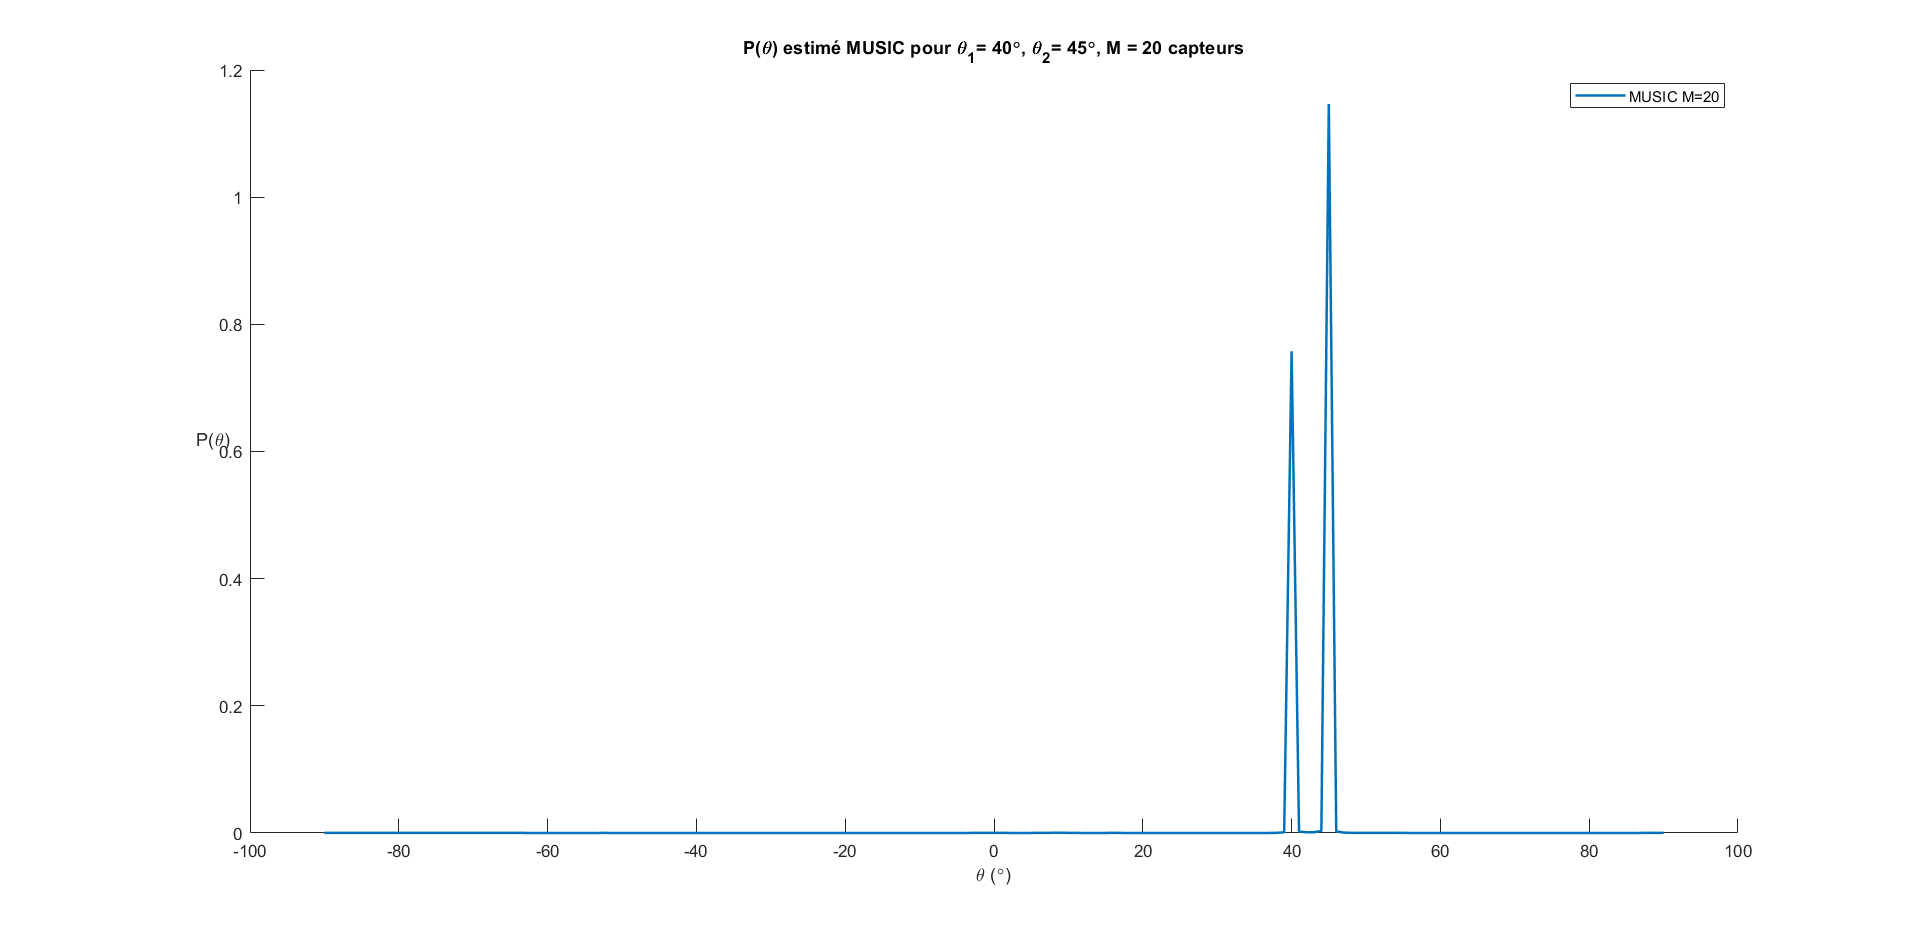 P(θ) estimé MUSIC pour θ1= 40°, θ2= 45°, M = 20 capteurs
MUSIC M=20
1.2
1
0.8
P(θ)
0.6
0.4
0.2
0
-100 -80 -60 -40 -20 0 20 40 60 80 100
θ (°)